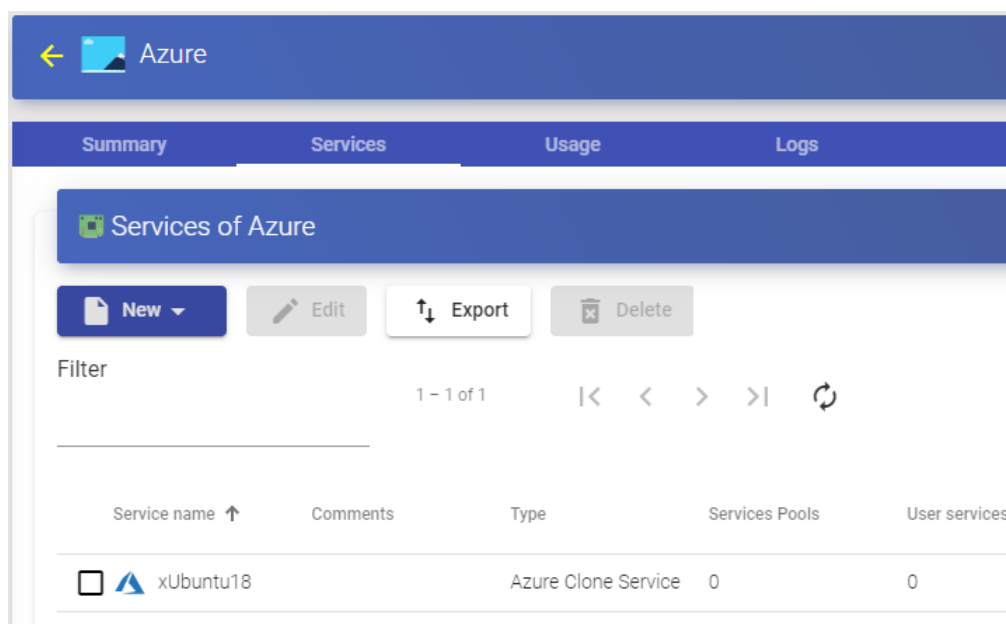 Azure
Summary Services Usage Logs
Services of Azure
New Edit Export Delete
Filter
1 – 1 of 1
Service name Comments Type Services Pools User services
xUbuntu18 Azure Clone Service 0 0